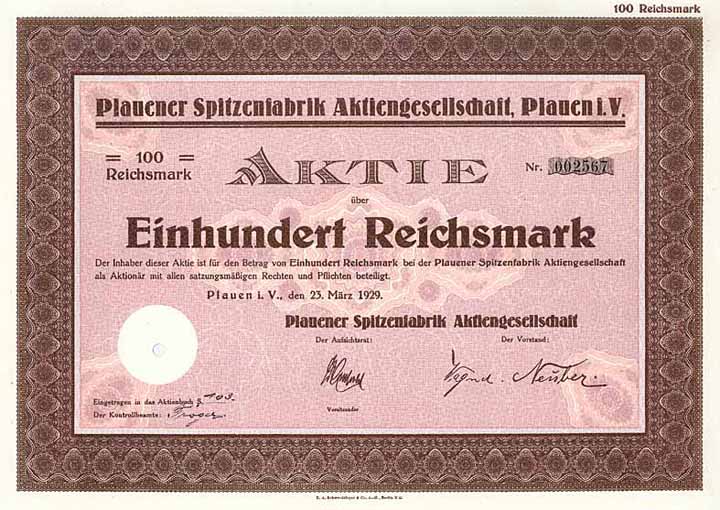 100 Reichsmark
Plauener Spitzenfabrik Aktiengesellschaft, Plauen i. V.
= 100 =
Reichsmark
AKTIE
Nr. 002567
über
Einhundert Reichsmark
Der Inhaber dieser Aktie ist für den Betrag von Einhundert Reichsmark bei der Plauener Spitzenfabrik Aktiengesellschaft
als Aktionär mit allen satzungsmäßigen Rechten und Pflichten beteiligt.
Plauen i. V., den 23. März 1929.
Plauener Spitzenfabrik Aktiengesellschaft
Der Aufsichtsrat:
Der Vorstand:
Neuber.
Vorsitzender
Eingetragen in das Aktienbuch S. 103.
Der Kontrollbeamte: Troger